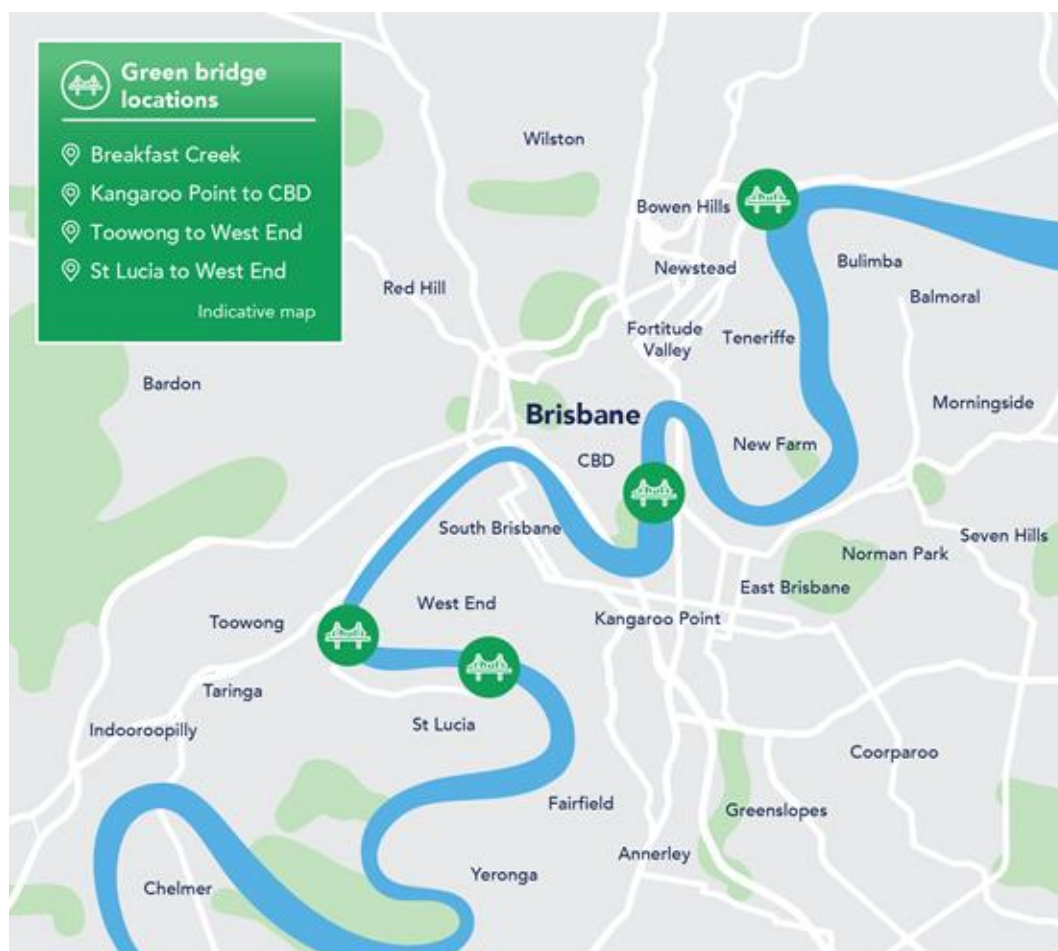 Green bridge
locations
Breakfast Creek
Kangaroo Point to CBD
Toowong to West End
St Lucia to West End
Indicative map
Wilston
Bowen Hills
Newstead
Bulimba
Balmoral
Red Hill
Fortitude
Valley
Teneriffe
Bardon
Brisbane
Morningside
CBD
New Farm
South Brisbane
Seven Hills
Norman Park
East Brisbane
West End
Kangaroo Point
Toowong
Taringa
St Lucia
Indooroopilly
Coorparoo
Fairfield
Greenslopes
Annerley
Yeronga
Chelmer